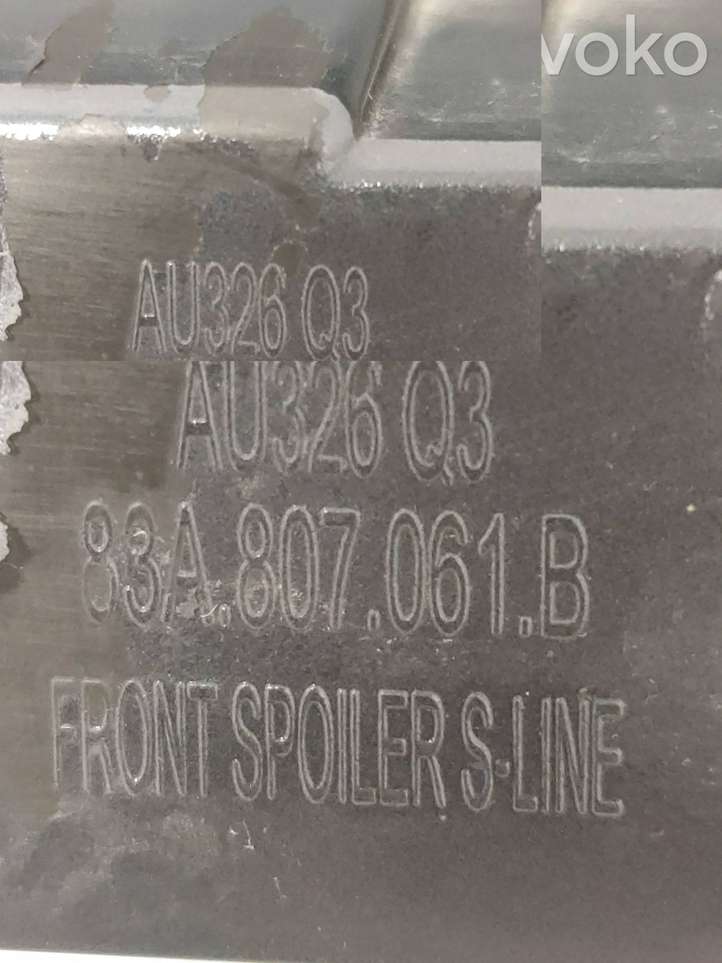 voko
AU326 Q3
AU326 Q3
83A.807.061.B
FRONT SPOILER S-LINE